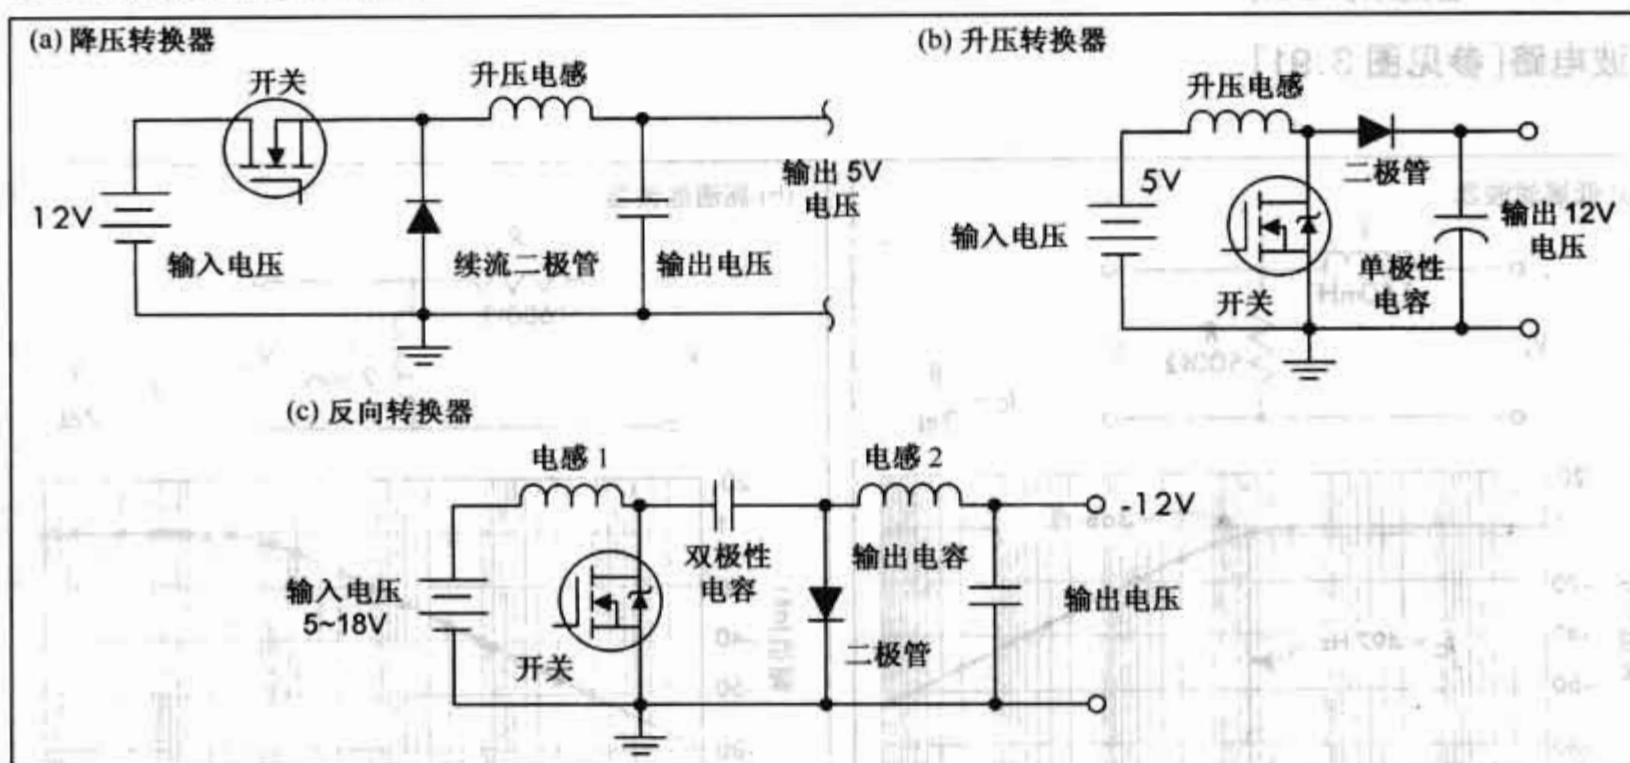 (a) 降压转换器
开关
升压电感
12V
输入电压
续流二极管
输出电压
输出 5V
电压
(b) 升压转换器
升压电感
5V
输入电压
开关
二极管
单极性
电容
输出 12V
电压
(c) 反向转换器
电感 1
电感 2
-12V
输入电压
5~18V
开关
双极性
电容
二极管
输出电容
输出电压